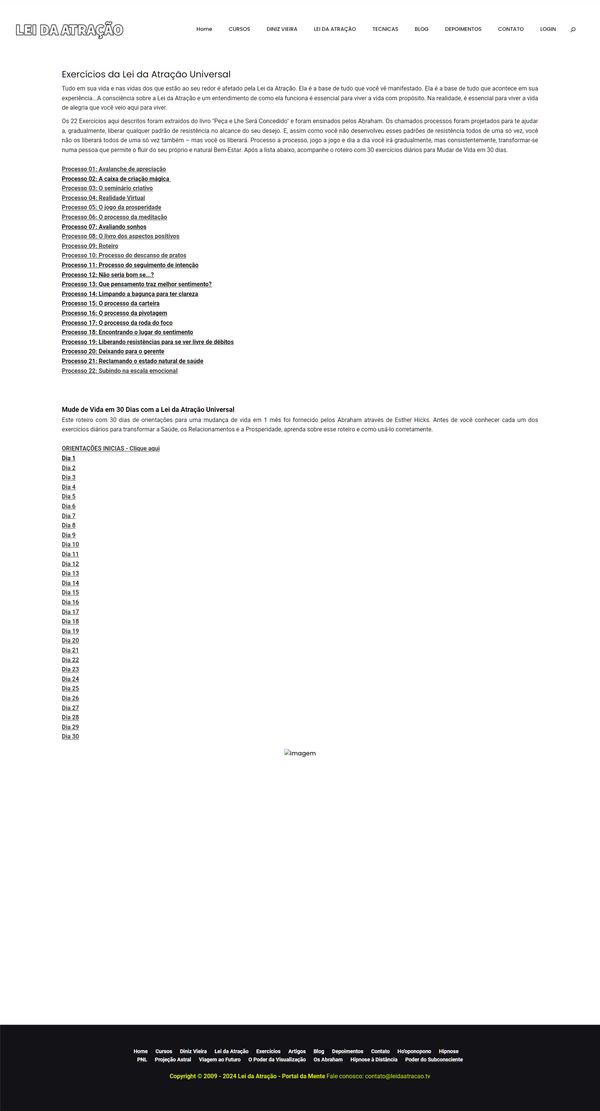 LEI DA ATRAÇÃO
Home CURSOS DINIZ VIEIRA LEI DA ATRAÇÃO TECNICAS BLOG DEPOIMENTOS CONTATO LOGIN
Exercícios da Lei da Atração Universal
Tudo em sua vida e nas vidas dos que estão ao seu redor é afetado pela Lei da Atração. Ela é a base de tudo que você vê manifestado. Ela é a base de tudo que acontece em sua
experiência...A consciência sobre a Lei da Atração e um entendimento de como ela funciona é essencial para viver a vida com propósito. Na realidade, é essencial para viver a vida
de alegria que você veio aqui para viver.
Os 22 Exercícios aqui descritos foram extraídos do livro "Peça e Lhe Será Concedido" e foram ensinados pelos Abraham. Os chamados processos foram projetados para te ajudar
a, gradualmente, liberar qualquer padrão de resistência no alcance do seu desejo. E, assim como você não desenvolveu esses padrões de resistência todos de uma só vez, você
não os liberará todos de uma só vez também – mas você os liberará. Processo a processo, jogo a jogo e dia a dia você irá gradualmente, mas consistentemente, transformar-se
numa pessoa que permite o fluir do seu próprio e natural Bem-Estar. Após a lista abaixo, acompanhe o roteiro com 30 exercícios diários para Mudar de Vida em 30 dias.
Processo 01: Avalanche de apreciação
Processo 02: A caixa de criação mágica
Processo 03: O seminário criativo
Processo 04: Realidade Virtual
Processo 05: O jogo da prosperidade
Processo 06: O processo da meditação
Processo 07: Avaliando sonhos
Processo 08: O livro dos aspectos positivos
Processo 09: Roteiro
Processo 10: Processo do descanso de pratos
Processo 11: Processo do seguimento de intenção
Processo 12: Não seria bom se...?
Processo 13: Que pensamento traz melhor sentimento?
Processo 14: Limpando a bagunça para ter clareza
Processo 15: O processo da carteira
Processo 16: O processo da pivotagem
Processo 17: O processo da roda do foco
Processo 18: Encontrando o lugar do sentimento
Processo 19: Liberando resistências para se ver livre de débitos
Processo 20: Deixando para o gerente
Processo 21: Reclamando o estado natural de saúde
Processo 22: Subindo na escala emocional
Mude de Vida em 30 Dias com a Lei da Atração Universal
Este roteiro com 30 dias de orientações para uma mudança de vida em 1 mês foi fornecido pelos Abraham através de Esther Hicks. Antes de você conhecer cada um dos
exercícios diários para transformar a Saúde, os Relacionamentos e a Prosperidade, aprenda sobre esse roteiro e como usá-lo corretamente.
ORIENTAÇÕES INICIAS - Clique aqui
Dia 1
Dia 2
Dia 3
Dia 4
Dia 5
Dia 6
Dia 7
Dia 8
Dia 9
Dia 10
Dia 11
Dia 12
Dia 13
Dia 14
Dia 15
Dia 16
Dia 17
Dia 18
Dia 19
Dia 20
Dia 21
Dia 22
Dia 23
Dia 24
Dia 25
Dia 26
Dia 27
Dia 28
Dia 29
Dia 30
Imagem
Home Cursos Diniz Vieira Lei da Atração Exercícios Artigos Blog Depoimentos Contato Ho'oponopono Hipnose
PNL Projeção Astral Viagem ao Futuro O Poder da Visualização Os Abraham Hipnose à Distância Poder do Subconsciente
Copyright © 2009 - 2024 Lei da Atração - Portal da Mente Fale conosco: contato@leidaatracao.tv